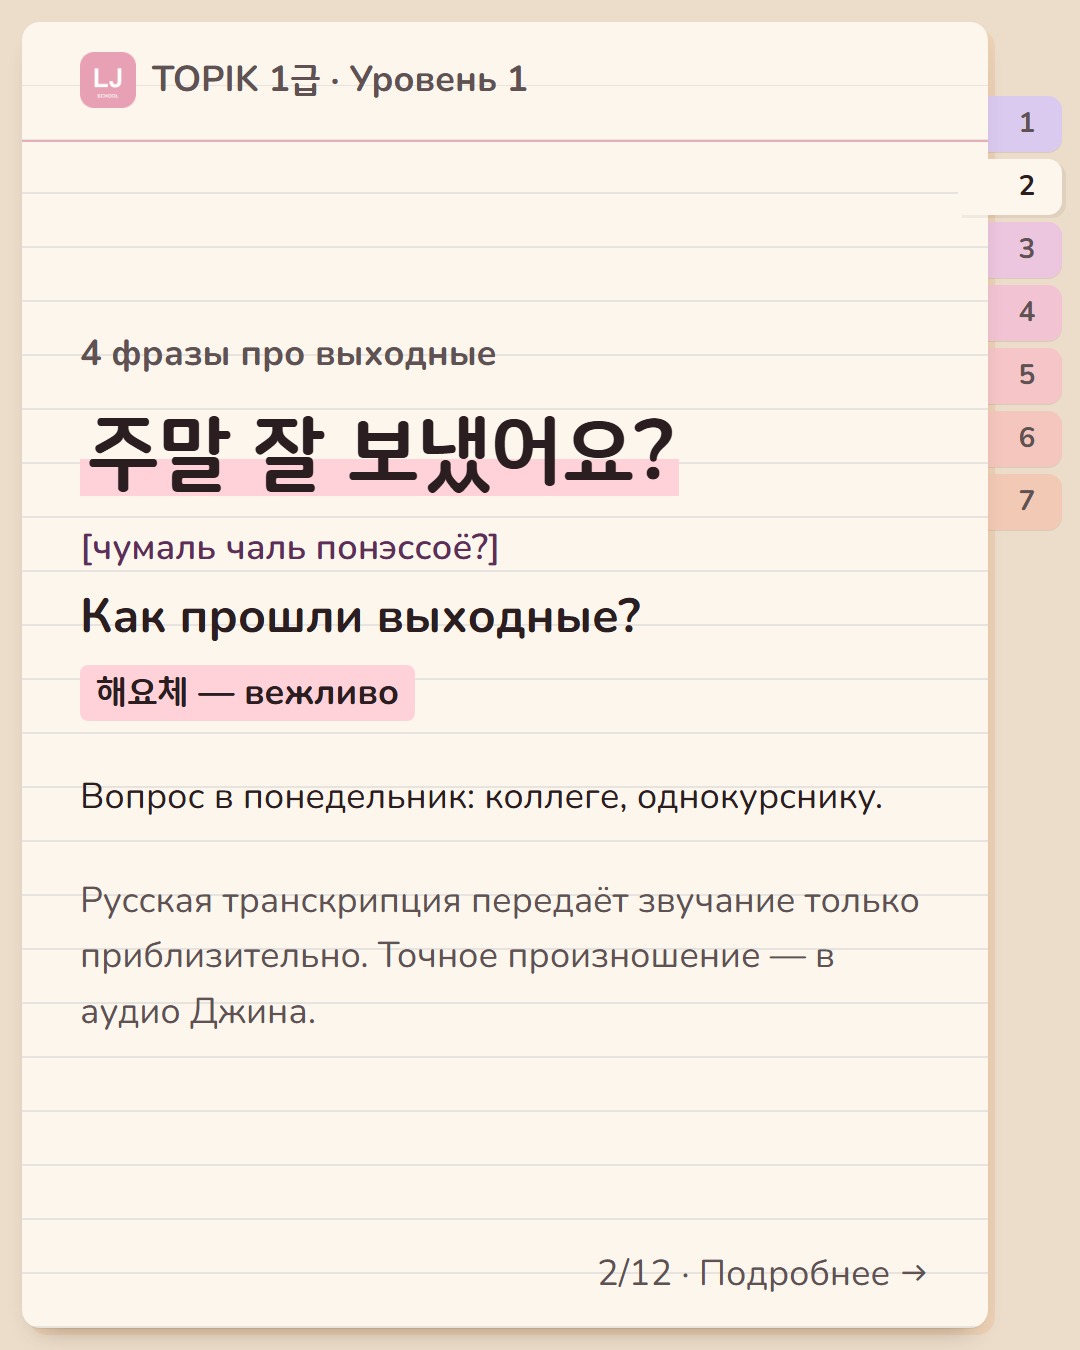 LJ
SCHOOL
TOPIK 1급 · Уровень 1
1
2
3
4
5
6
7
4 фразы про выходные
주말 잘 보냈어요?
[чумаль чаль понэссоё?]
Как прошли выходные?
해요체 — вежливо
Вопрос в понедельник: коллеге, однокурснику.
Русская транскрипция передаёт звучание только
приблизительно. Точное произношение — в
аудио Джина.
2/12 · Подробнее →